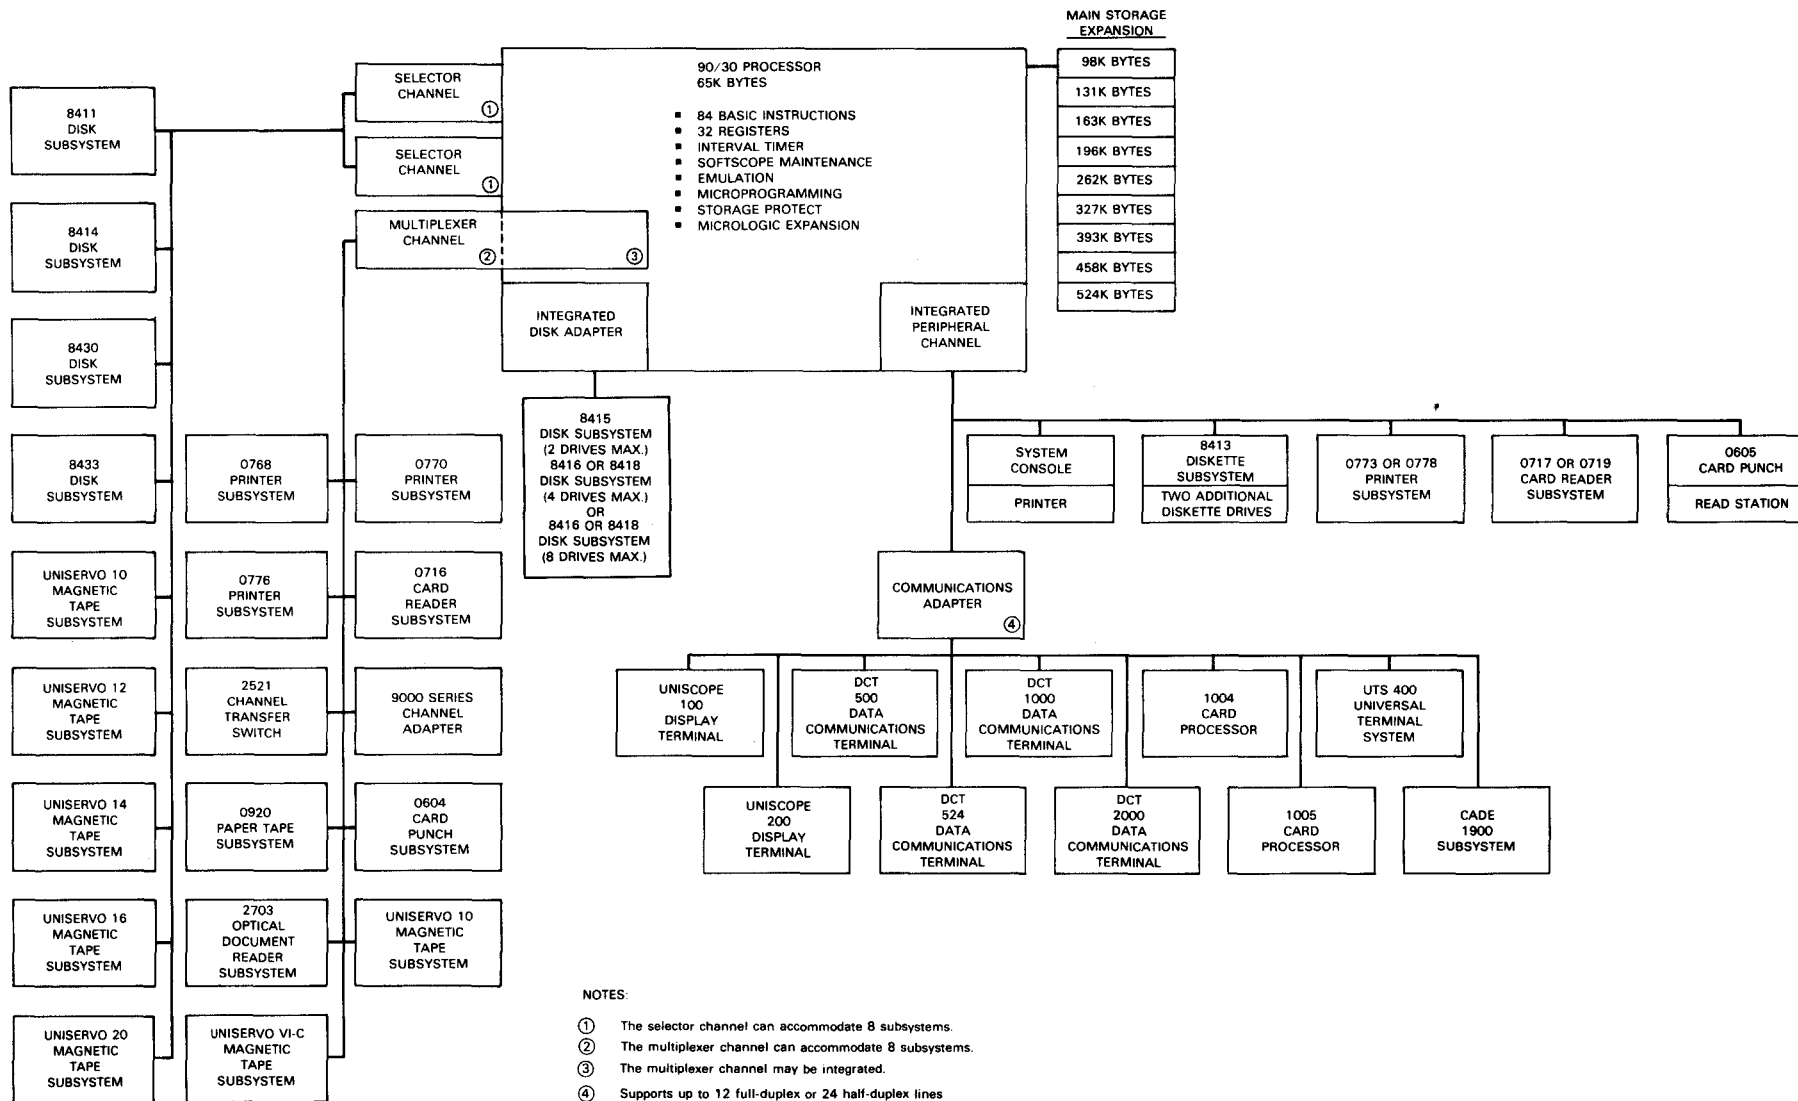 MAIN STORAGE
EXPANSION
98K BYTES
131K BYTES
163K BYTES
196K BYTES
262K BYTES
327K BYTES
393K BYTES
458K BYTES
524K BYTES
90/30 PROCESSOR
65K BYTES
▪ 84 BASIC INSTRUCTIONS
▪ 32 REGISTERS
▪ INTERVAL TIMER
▪ SOFTSCOPE MAINTENANCE
▪ EMULATION
▪ MICROPROGRAMMING
▪ STORAGE PROTECT
▪ MICROLOGIC EXPANSION
SELECTOR
CHANNEL
①
SELECTOR
CHANNEL
①
MULTIPLEXER
CHANNEL
②
③
INTEGRATED
DISK ADAPTER
INTEGRATED
PERIPHERAL
CHANNEL
8411
DISK
SUBSYSTEM
8414
DISK
SUBSYSTEM
8430
DISK
SUBSYSTEM
8433
DISK
SUBSYSTEM
UNISERVO 10
MAGNETIC
TAPE
SUBSYSTEM
UNISERVO 12
MAGNETIC
TAPE
SUBSYSTEM
UNISERVO 14
MAGNETIC
TAPE
SUBSYSTEM
UNISERVO 16
MAGNETIC
TAPE
SUBSYSTEM
UNISERVO 20
MAGNETIC
TAPE
SUBSYSTEM
0768
PRINTER
SUBSYSTEM
0770
PRINTER
SUBSYSTEM
0776
PRINTER
SUBSYSTEM
0716
CARD
READER
SUBSYSTEM
2521
CHANNEL
TRANSFER
SWITCH
9000 SERIES
CHANNEL
ADAPTER
0920
PAPER TAPE
SUBSYSTEM
0604
CARD
PUNCH
SUBSYSTEM
2703
OPTICAL
DOCUMENT
READER
SUBSYSTEM
UNISERVO 10
MAGNETIC
TAPE
SUBSYSTEM
UNISERVO VI-C
MAGNETIC
TAPE
SUBSYSTEM
8415
DISK SUBSYSTEM
(2 DRIVES MAX.)
8416 OR 8418
DISK SUBSYSTEM
(4 DRIVES MAX.)
OR
8416 OR 8418
DISK SUBSYSTEM
(8 DRIVES MAX.)
SYSTEM
CONSOLE
PRINTER
8413
DISKETTE
SUBSYSTEM
TWO ADDITIONAL
DISKETTE DRIVES
0773 OR 0778
PRINTER
SUBSYSTEM
0717 OR 0719
CARD READER
SUBSYSTEM
0605
CARD PUNCH
READ STATION
COMMUNICATIONS
ADAPTER
④
UNISCOPE
100
DISPLAY
TERMINAL
DCT
500
DATA
COMMUNICATIONS
TERMINAL
DCT
1000
DATA
COMMUNICATIONS
TERMINAL
1004
CARD
PROCESSOR
UTS 400
UNIVERSAL
TERMINAL
SYSTEM
UNISCOPE
200
DISPLAY
TERMINAL
DCT
524
DATA
COMMUNICATIONS
TERMINAL
DCT
2000
DATA
COMMUNICATIONS
TERMINAL
1005
CARD
PROCESSOR
CADE
1900
SUBSYSTEM
NOTES:
① The selector channel can accommodate 8 subsystems.
② The multiplexer channel can accommodate 8 subsystems.
③ The multiplexer channel may be integrated.
④ Supports up to 12 full-duplex or 24 half-duplex lines